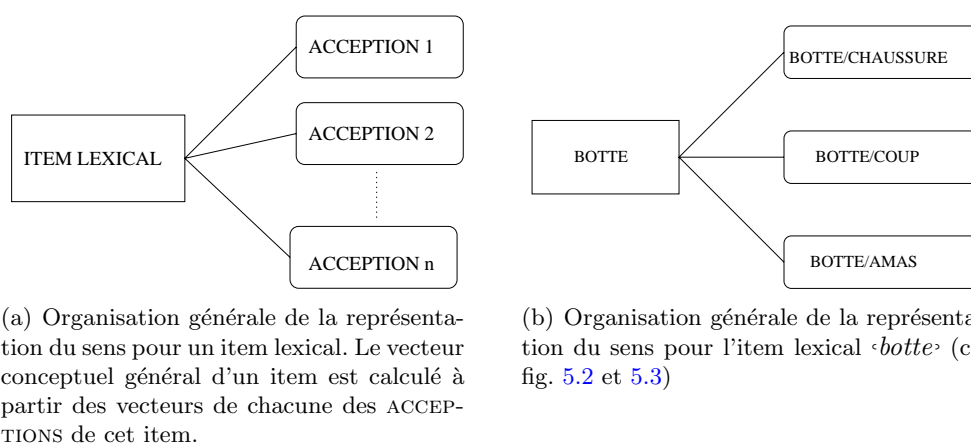 ACCEPTION 1
ITEM LEXICAL
ACCEPTION 2
ACCEPTION n
(a) Organisation générale de la représenta-
tion du sens pour un item lexical. Le vecteur
conceptuel général d'un item est calculé à
partir des vecteurs de chacune des ACCEP-
TIONS de cet item.
BOTTE/CHAUSSURE
BOTTE
BOTTE/COUP
BOTTE/AMAS
(b) Organisation générale de la représenta
tion du sens pour l'item lexical ‹botte› (c
fig. 5.2 et 5.3)